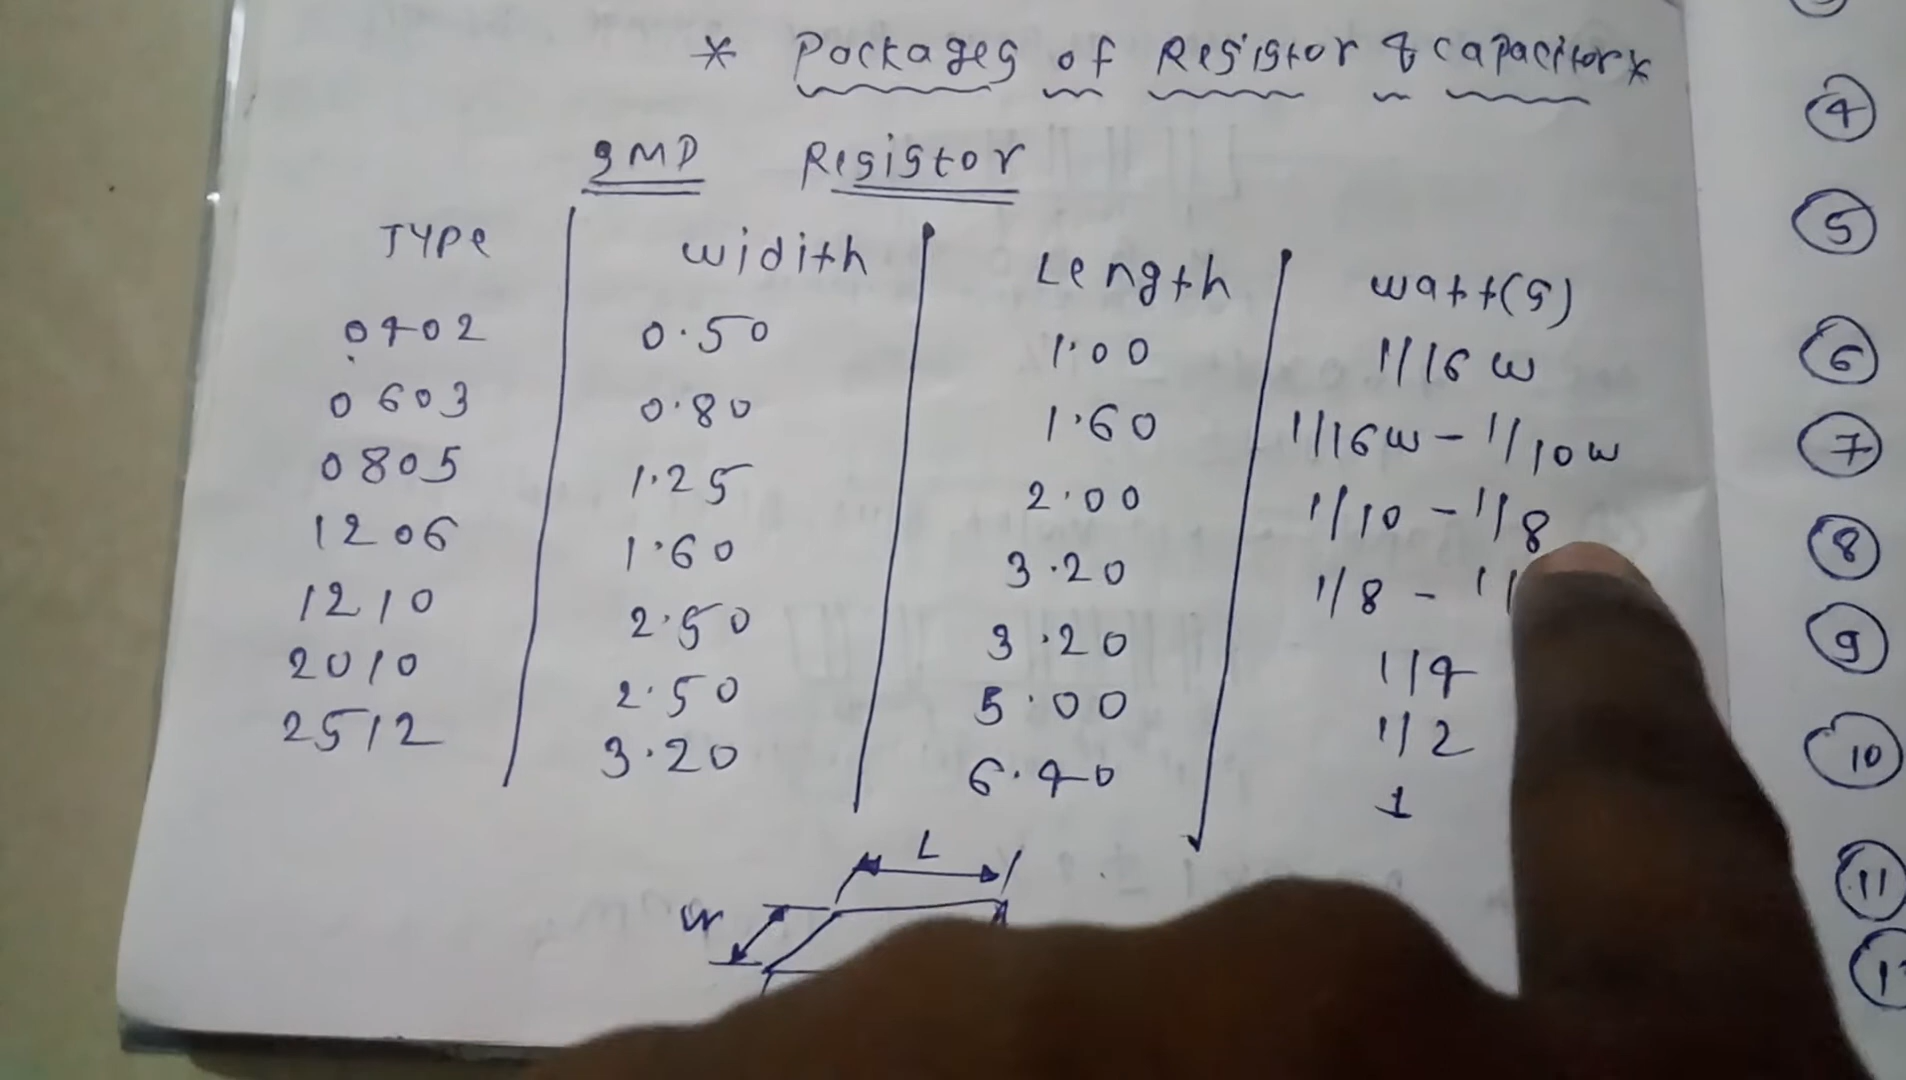 * Packages of Resistor & capacitor *
SMD Resistor
TYPe widith Length watt(s)
0402 0.50 1.00 1/16 w
0603 0.80 1.60 1/16w - 1/10w
0805 1.25 2.00 1/10 - 1/8
1206 1.60 3.20 1/8 - 1/
1210 2.50 3.20 1/4
2010 2.50 5.00 1/2
2512 3.20 6.40 1
L
W
4
5
6
7
8
9
10
11